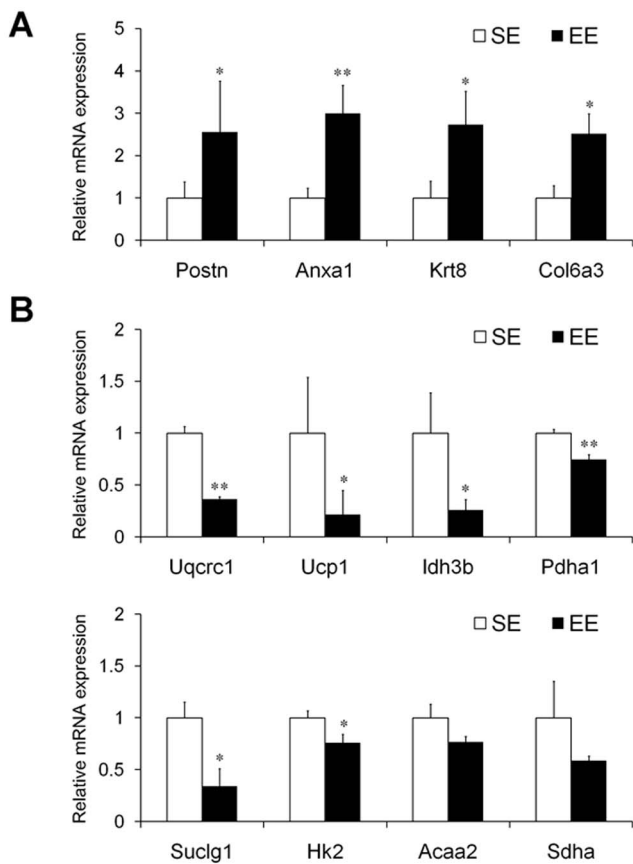 A
Relative mRNA expression
5
4
3
2
1
0
SE EE
* ** * *
Postn Anxa1 Krt8 Col6a3
B
Relative mRNA expression
2
1.5
1
0.5
0
SE EE
** * * **
Uqcrc1 Ucp1 Idh3b Pdha1
Relative mRNA expression
2
1.5
1
0.5
0
SE EE
* *
Suclg1 Hk2 Acaa2 Sdha